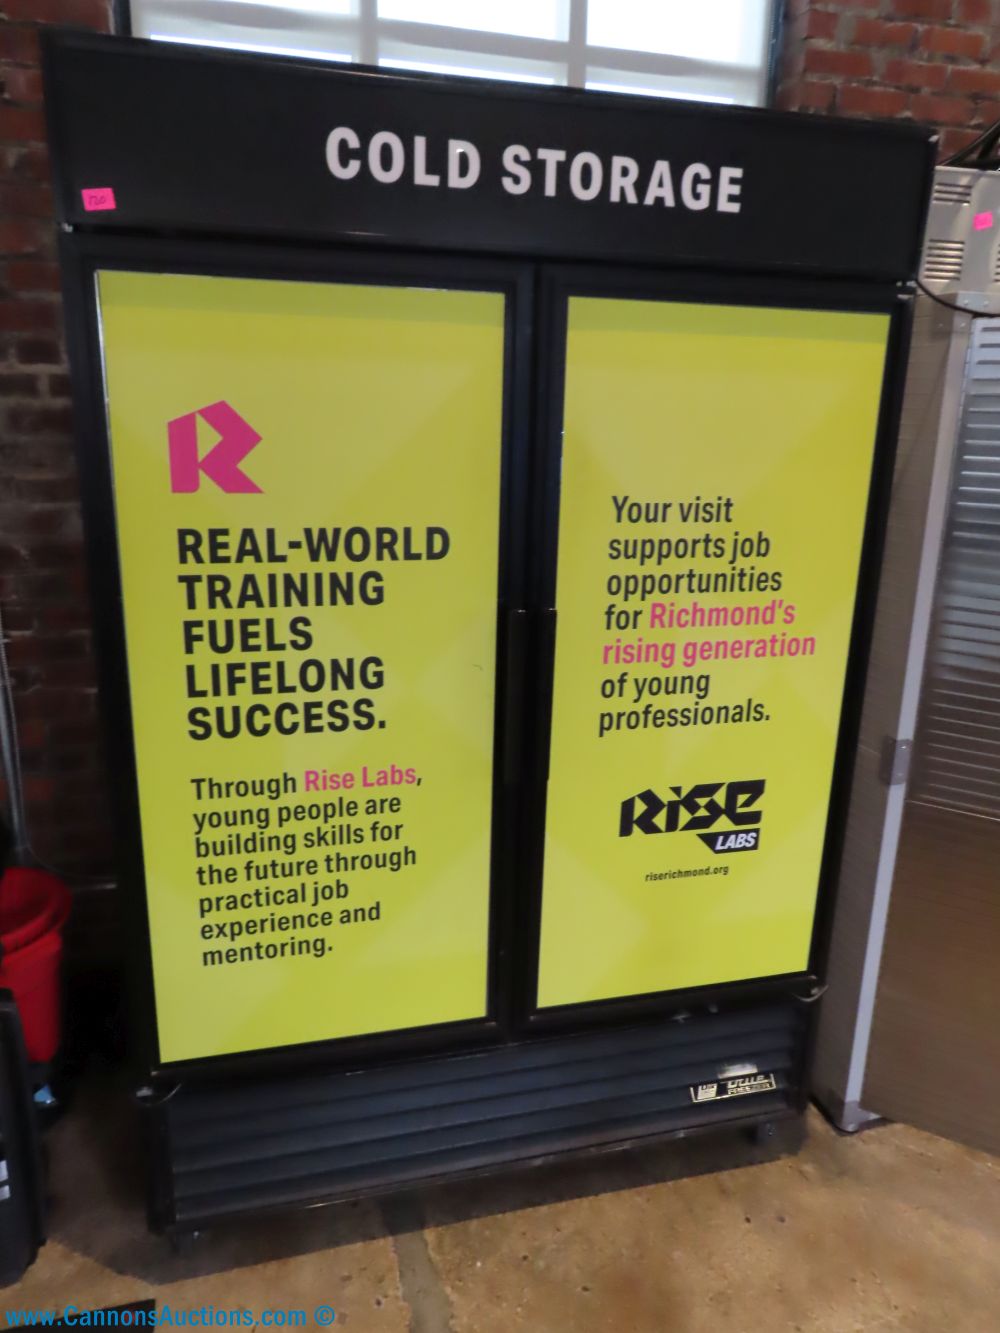 COLD STORAGE
REAL-WORLD
TRAINING
FUELS
LIFELONG
SUCCESS.
Through Rise Labs,
young people are
building skills for
the future through
practical job
experience and
mentoring.
Your visit
supports job
opportunities
for Richmond's
rising generation
of young
professionals.
RISE
LABS
riserichmond.org
www.CannonsAuctions.com ©